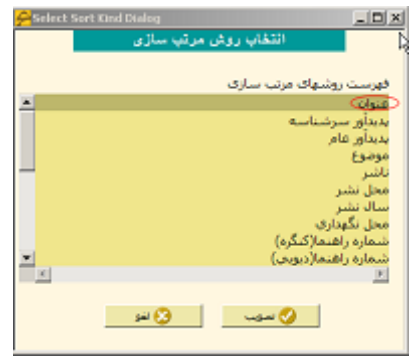 Select Sort Kind Dialog
انتخاب روش مرتب سازی
فهرست روشهای مرتب سازی
عنوان
پدیدآور سرشناسه
پدیدآور عام
موضوع
ناشر
محل نشر
سال نشر
محل نگهداری
شماره راهنما(کنگره)
شماره راهنما(دیویی)
تصویب
لغو